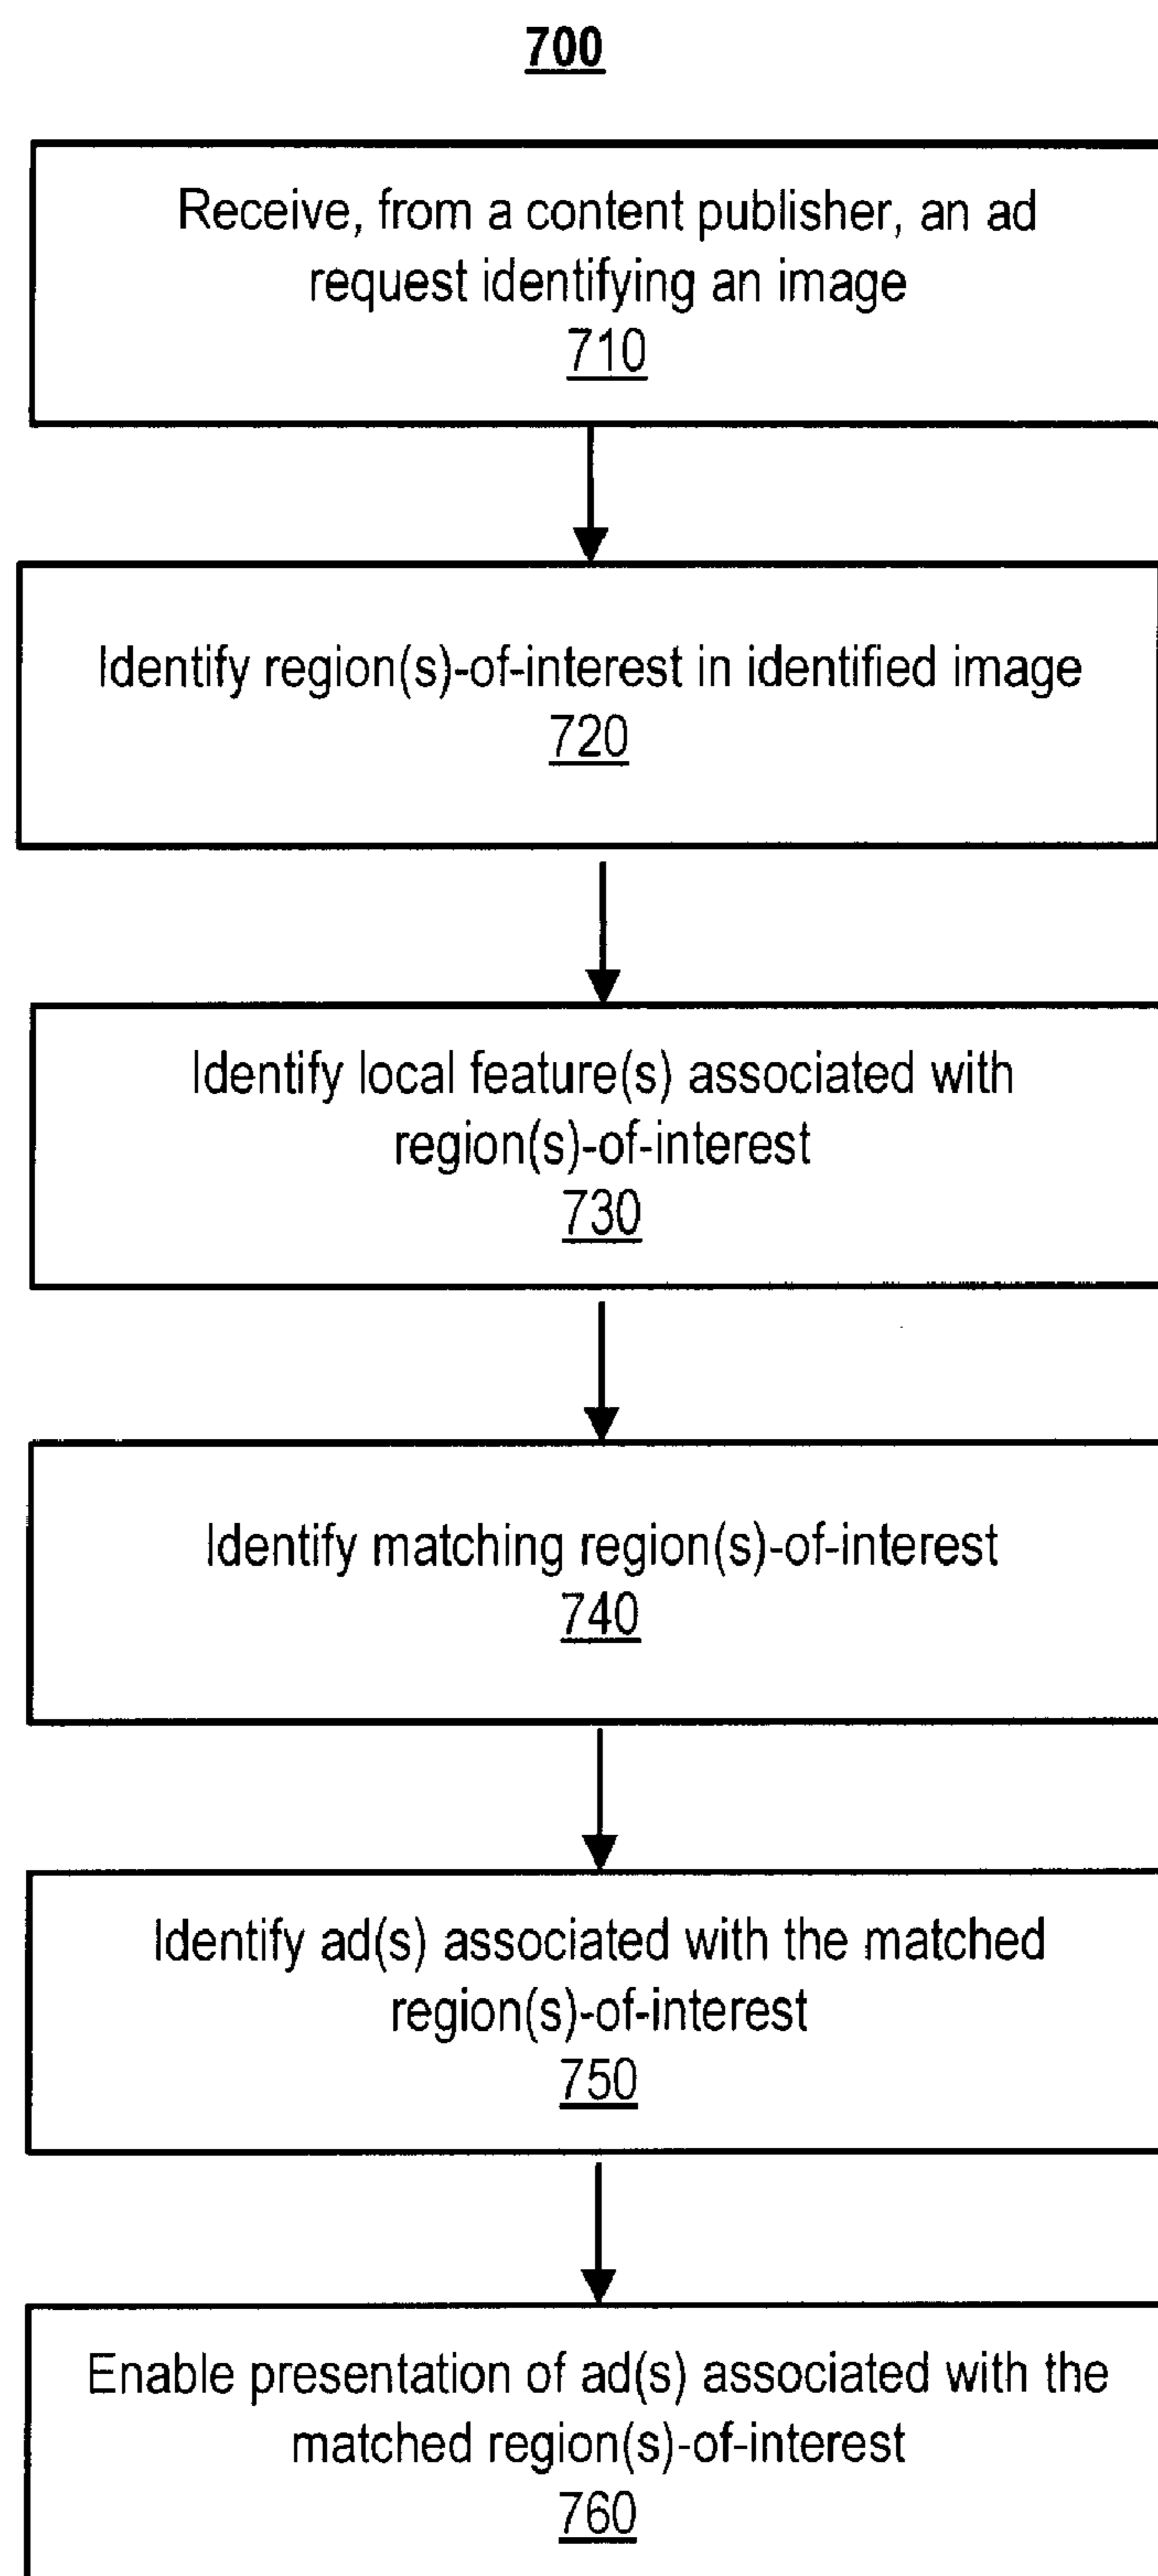 700
Receive, from a content publisher, an ad
request identifying an image
710
Identify region(s)-of-interest in identified image
720
Identify local feature(s) associated with
region(s)-of-interest
730
Identify matching region(s)-of-interest
740
Identify ad(s) associated with the matched
region(s)-of-interest
750
Enable presentation of ad(s) associated with the
matched region(s)-of-interest
760